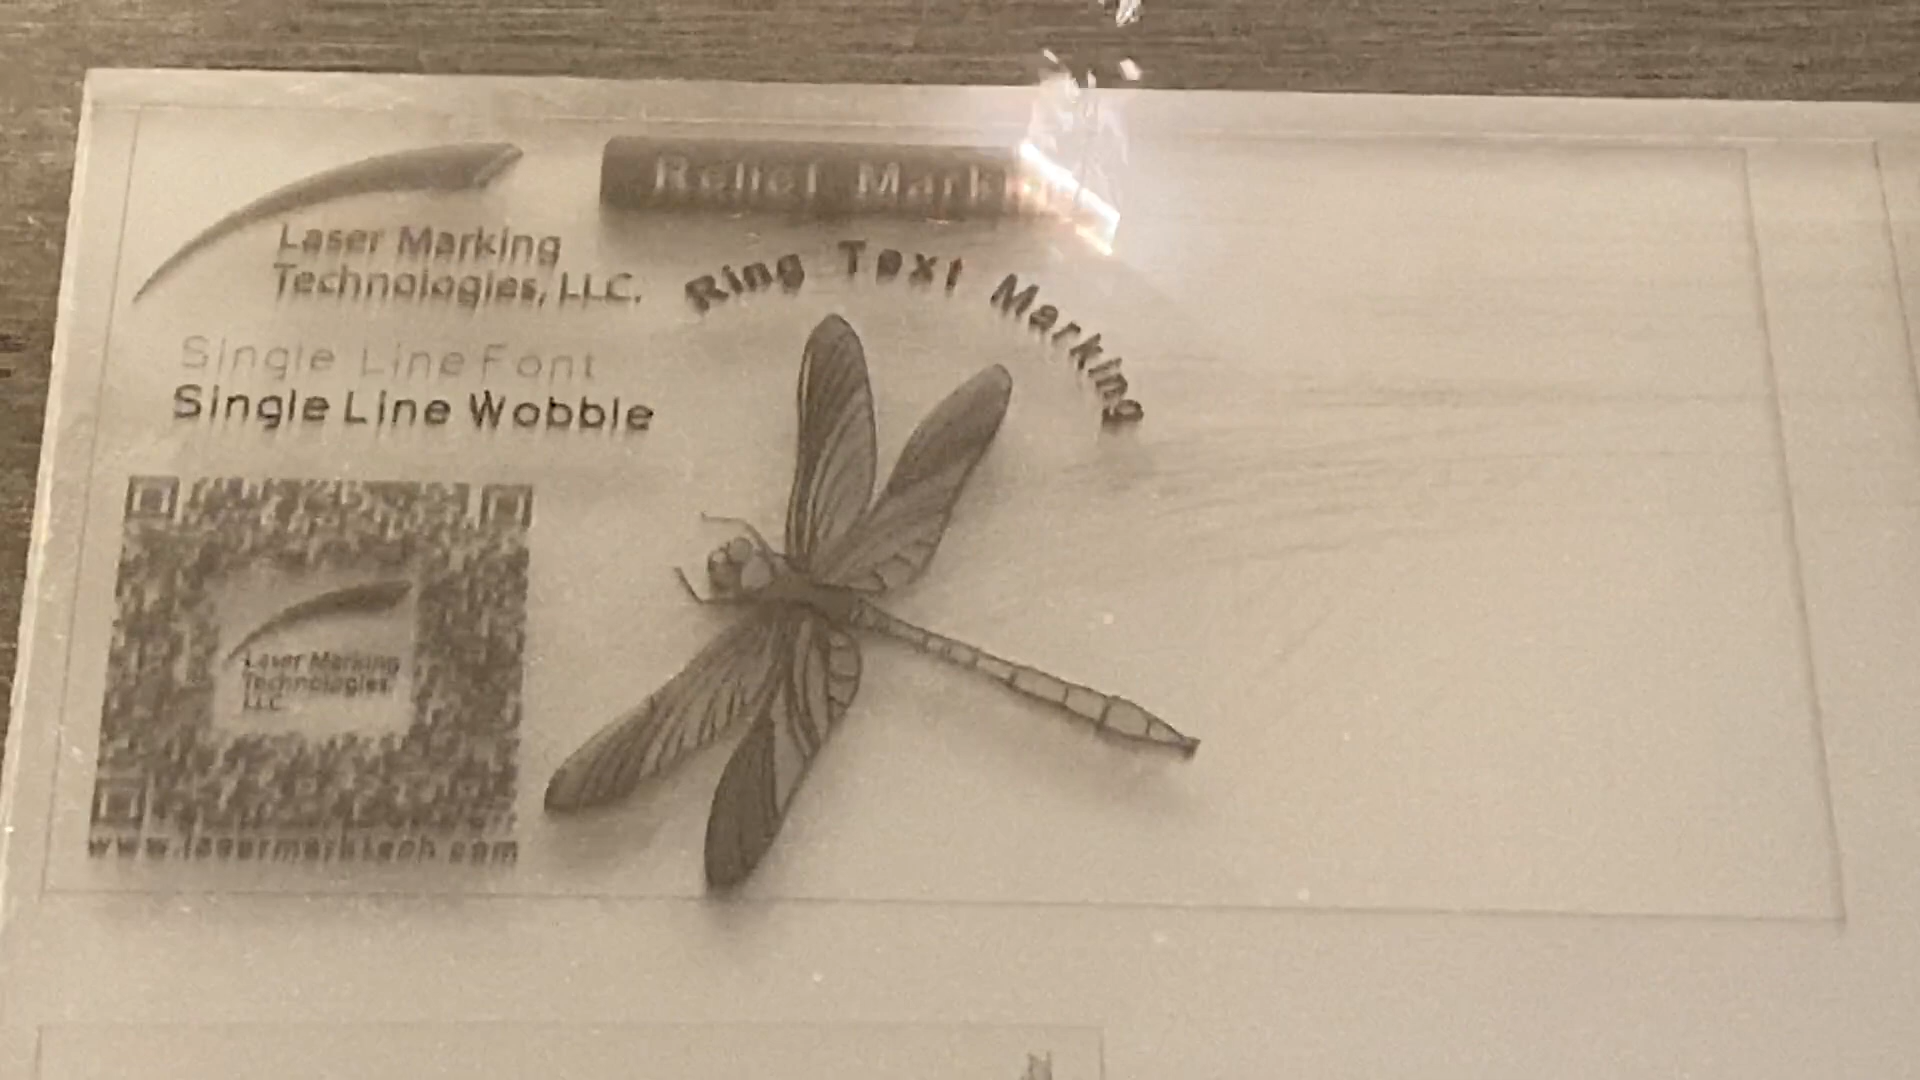 Relief Marki
Laser Marking
Technologies, LLC.
Ring Text Marking
Single Line Font
Single Line Wobble
Laser Marking
Technologies,
LLC.
www.lasermarktech.com